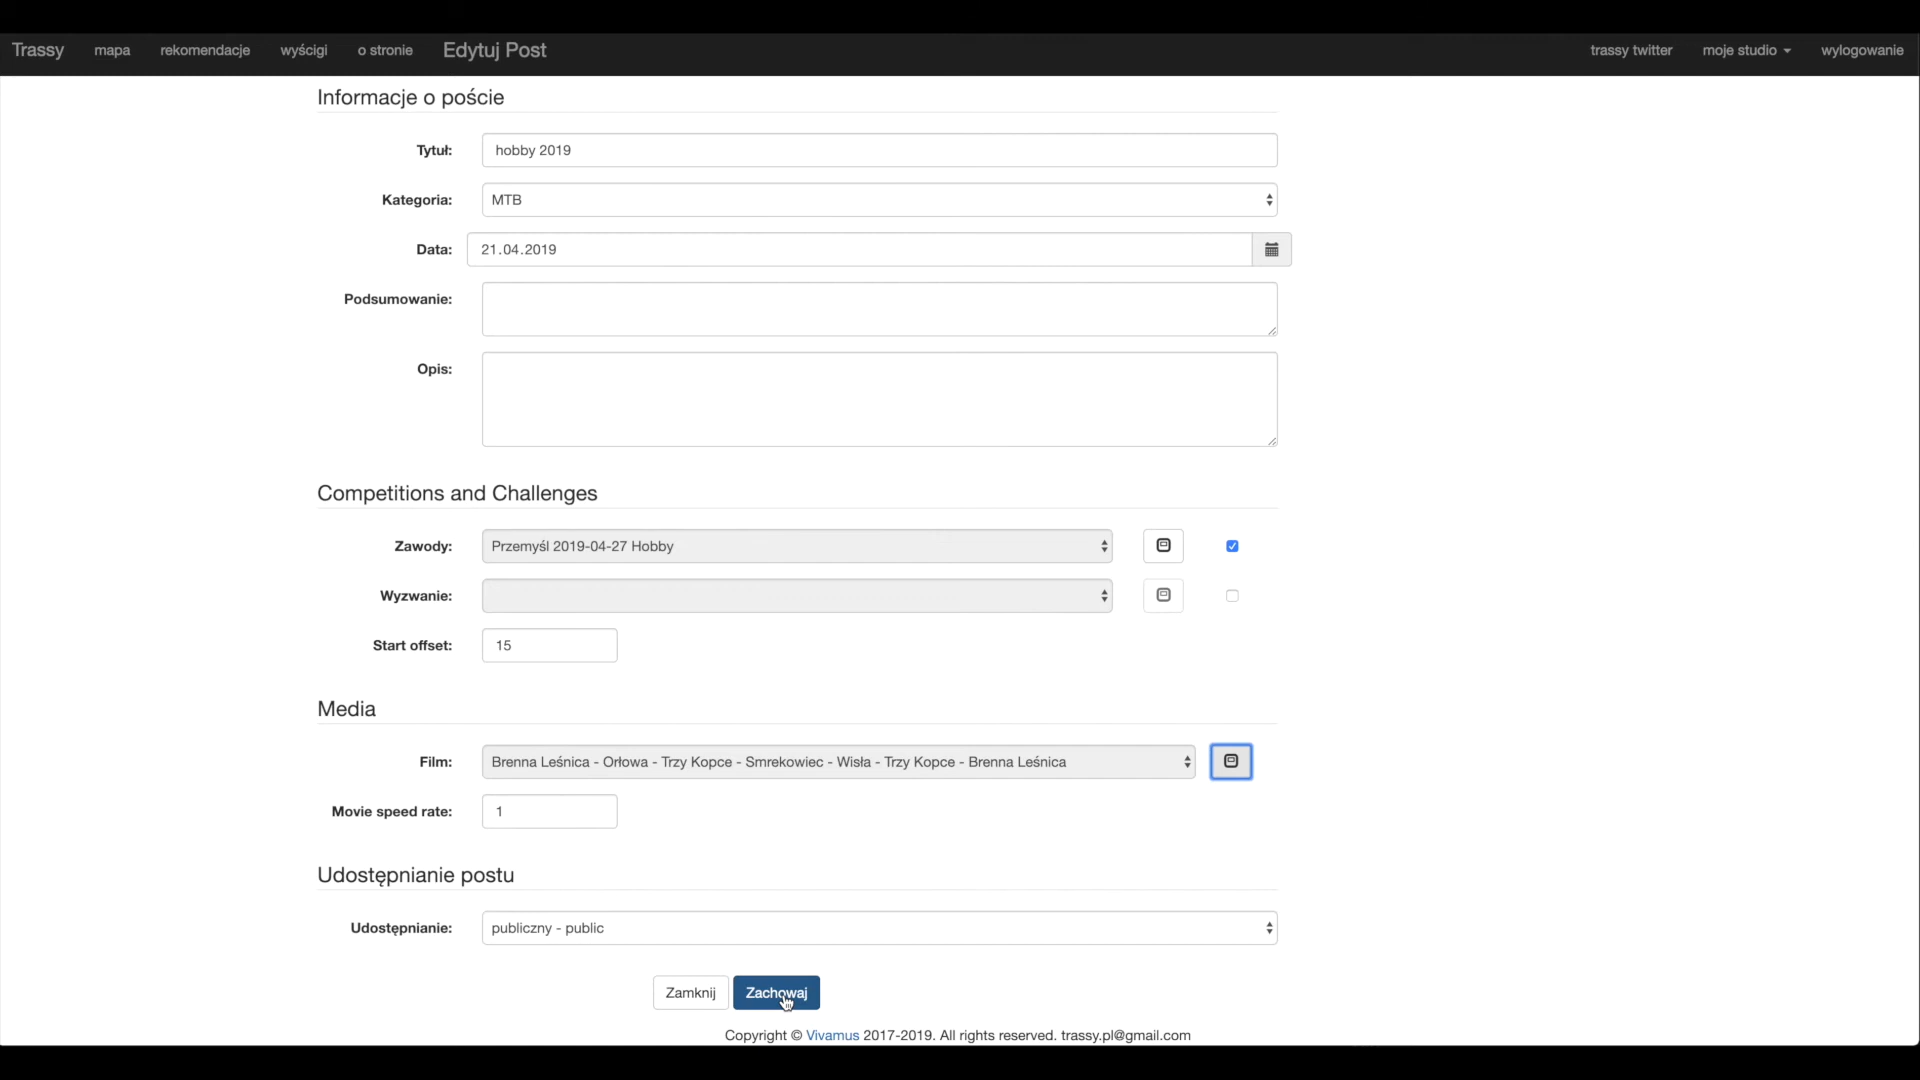 Trassy mapa rekomendacje wyścigi o stronie Edytuj Post trassy twitter moje studio wylogowanie
Informacje o poście
Tytuł: hobby 2019
Kategoria: MTB
Data: 21.04.2019
Podsumowanie:
Opis:
Competitions and Challenges
Zawody: Przemyśl 2019-04-27 Hobby
Wyzwanie:
Start offset: 15
Media
Film: Brenna Leśnica - Orłowa - Trzy Kopce - Smrekowiec - Wisła - Trzy Kopce - Brenna Leśnica
Movie speed rate: 1
Udostępnianie postu
Udostępnianie: publiczny - public
Zamknij Zachowaj
Copyright © Vivamus 2017-2019. All rights reserved. trassy.pl@gmail.com